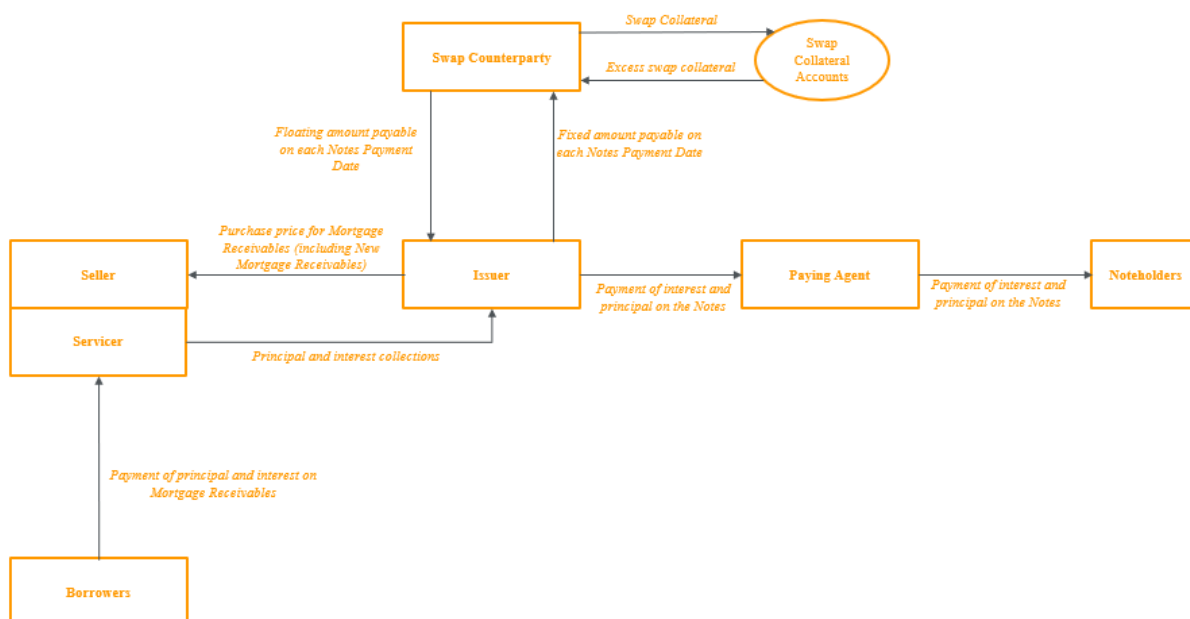 Swap Collateral
Swap Counterparty
Swap
Collateral
Accounts
Excess swap collateral
Floating amount payable
on each Notes Payment
Date
Fixed amount payable on
each Notes Payment Date
Purchase price for Mortgage
Receivables (including New
Mortgage Receivables)
Seller
Issuer
Paying Agent
Noteholders
Payment of interest and
principal on the Notes
Payment of interest and
principal on the Notes
Servicer
Principal and interest collections
Payment of principal and interest on
Mortgage Receivables
Borrowers